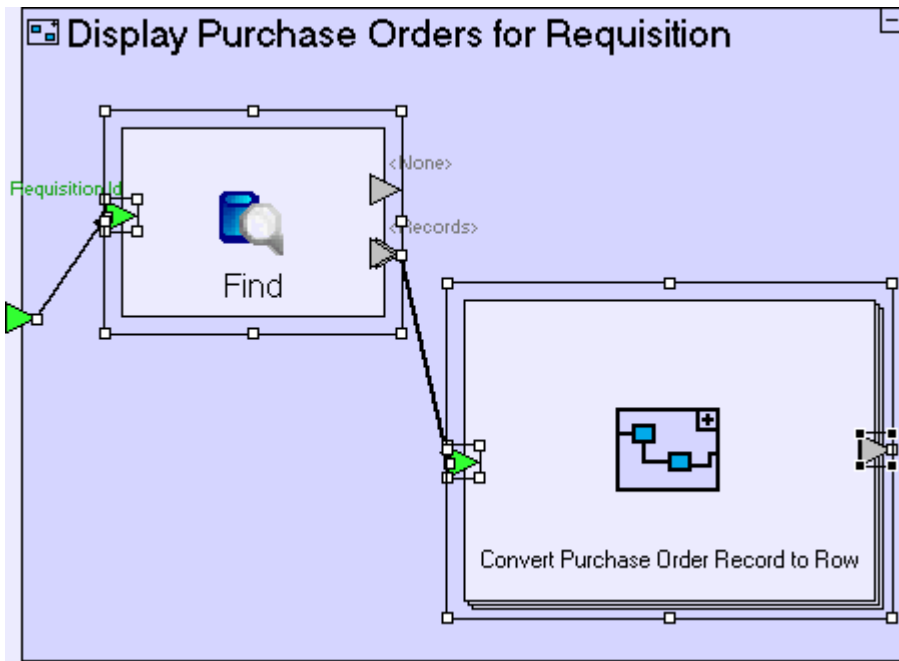 Display Purchase Orders for Requisition
<None>
Requisition Id
<Records>
Find
Convert Purchase Order Record to Row